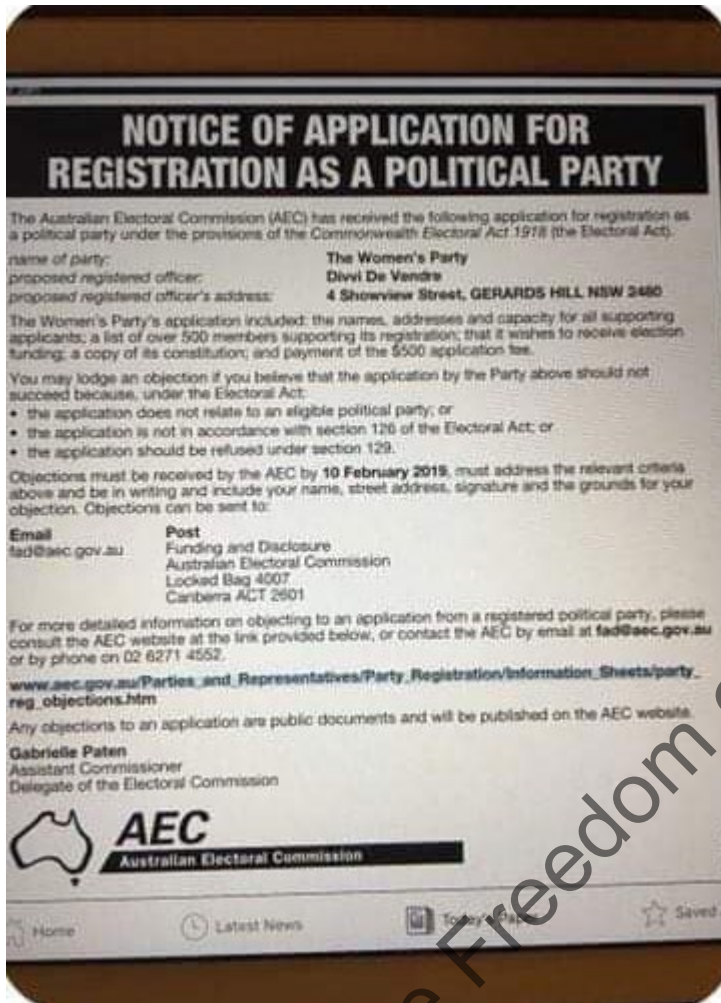 NOTICE OF APPLICATION FOR
REGISTRATION AS A POLITICAL PARTY
The Australian Electoral Commission (AEC) has received the following application for registration as
a political party under the provisions of the Commonwealth Electoral Act 1918 (the Electoral Act).
name of party: The Women's Party
proposed registered officer: Divvi De Vendre
proposed registered officer's address: 4 Showview Street, GERARDS HILL NSW 2480
The Women's Party's application included: the names, addresses and capacity for all supporting
applicants; a list of over 500 members supporting its registration; that it wishes to receive election
funding; a copy of its constitution; and payment of the $500 application fee.
You may lodge an objection if you believe that the application by the Party above should not
succeed because, under the Electoral Act:
• the application does not relate to an eligible political party; or
• the application is not in accordance with section 126 of the Electoral Act; or
• the application should be refused under section 129.
Objections must be received by the AEC by 10 February 2019, must address the relevant criteria
above and be in writing and include your name, street address, signature and the grounds for your
objection. Objections can be sent to:
Email Post
fad@aec.gov.au Funding and Disclosure
Australian Electoral Commission
Locked Bag 4007
Canberra ACT 2601
For more detailed information on objecting to an application from a registered political party, please
consult the AEC website at the link provided below, or contact the AEC by email at fad@aec.gov.au
or by phone on 02 6271 4552.
www.aec.gov.au/Parties_and_Representatives/Party_Registration/Information_Sheets/party_
reg_objections.htm
Any objections to an application are public documents and will be published on the AEC website.
Gabrielle Paten
Assistant Commissioner
Delegate of the Electoral Commission
AEC
Australian Electoral Commission
Home Latest News Today's Paper Saved
Freedom